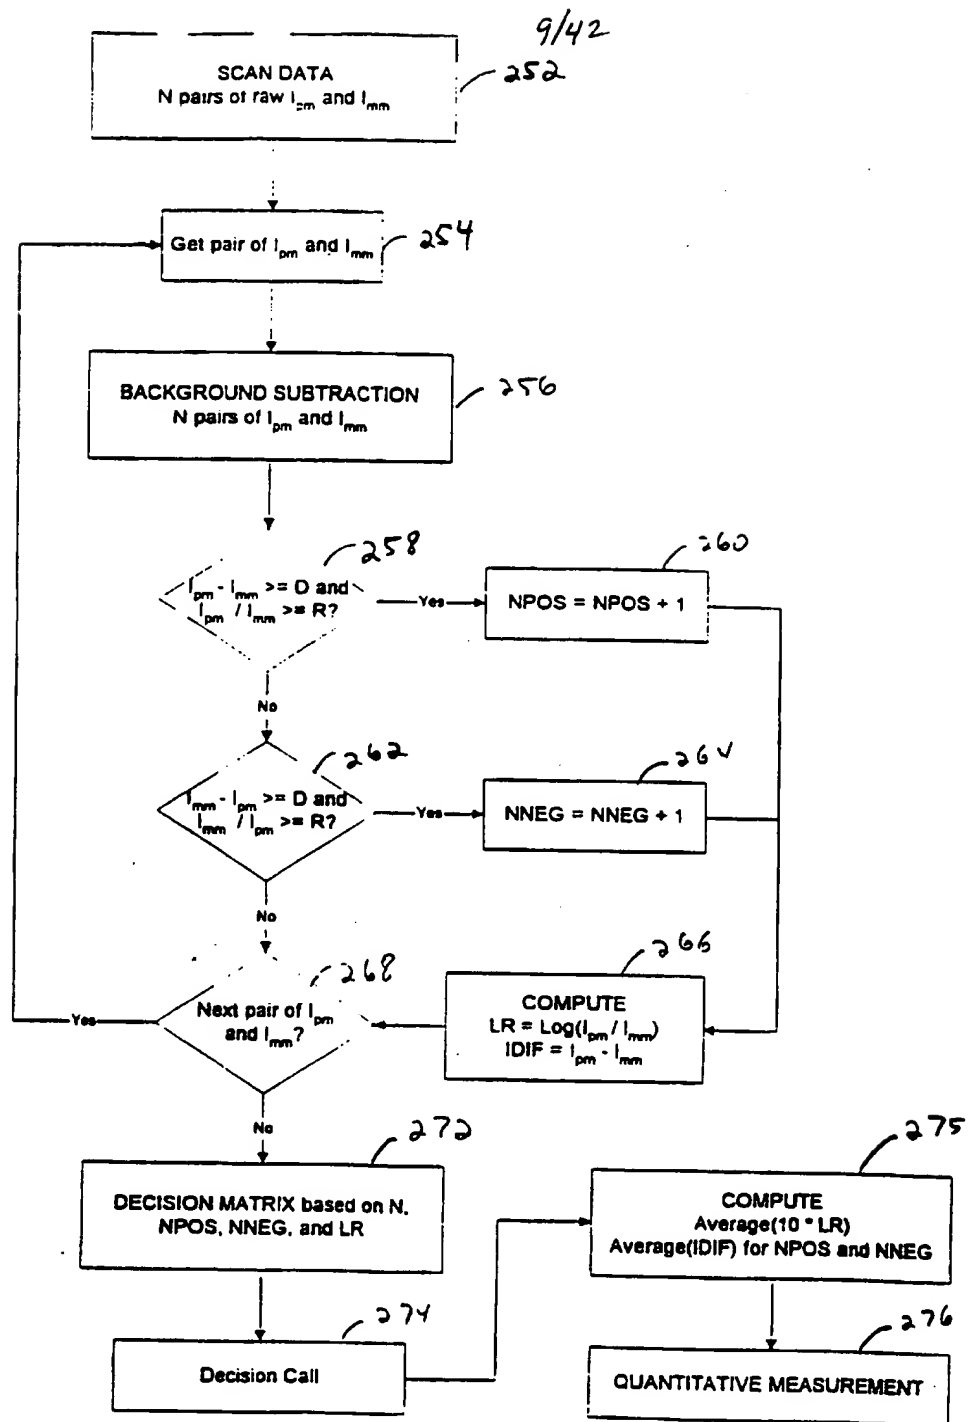 9/42
SCAN DATA
N pairs of raw Ipm and Imm
252
Get pair of Ipm and Imm
254
BACKGROUND SUBTRACTION
N pairs of Ipm and Imm
256
258
Ipm - Imm >= D and
Ipm / Imm >= R?
Yes
260
NPOS = NPOS + 1
No
262
Imm - Ipm >= D and
Imm / Ipm >= R?
Yes
264
NNEG = NNEG + 1
No
268
Next pair of Ipm
and Imm?
Yes
266
COMPUTE
LR = Log(Ipm / Imm)
IDIF = Ipm - Imm
No
272
DECISION MATRIX based on N,
NPOS, NNEG, and LR
274
Decision Call
275
COMPUTE
Average(10 * LR)
Average(IDIF) for NPOS and NNEG
276
QUANTITATIVE MEASUREMENT